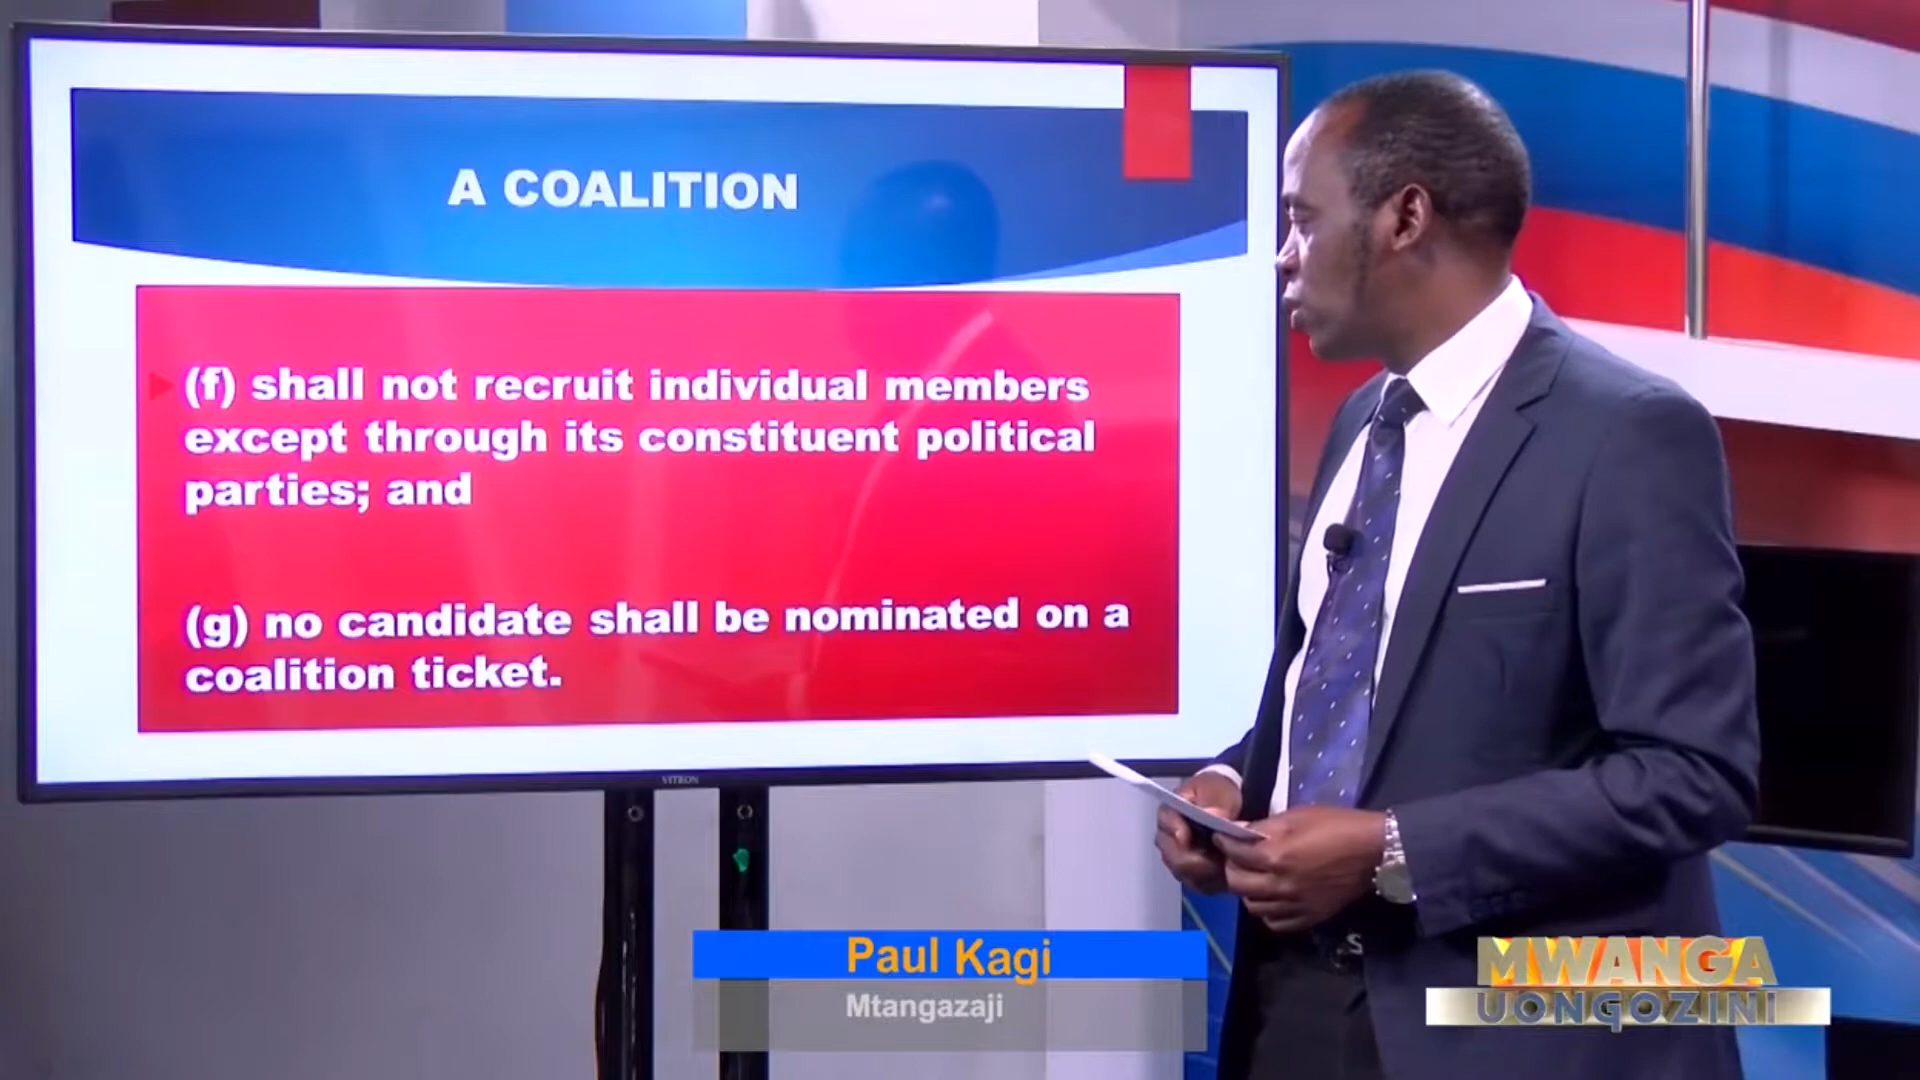 A COALITION
(f) shall not recruit individual members
except through its constituent political
parties; and
(g) no candidate shall be nominated on a
coalition ticket.
VITRON
Paul Kagi
Mtangazaji
MWANGA
UONGOZINI